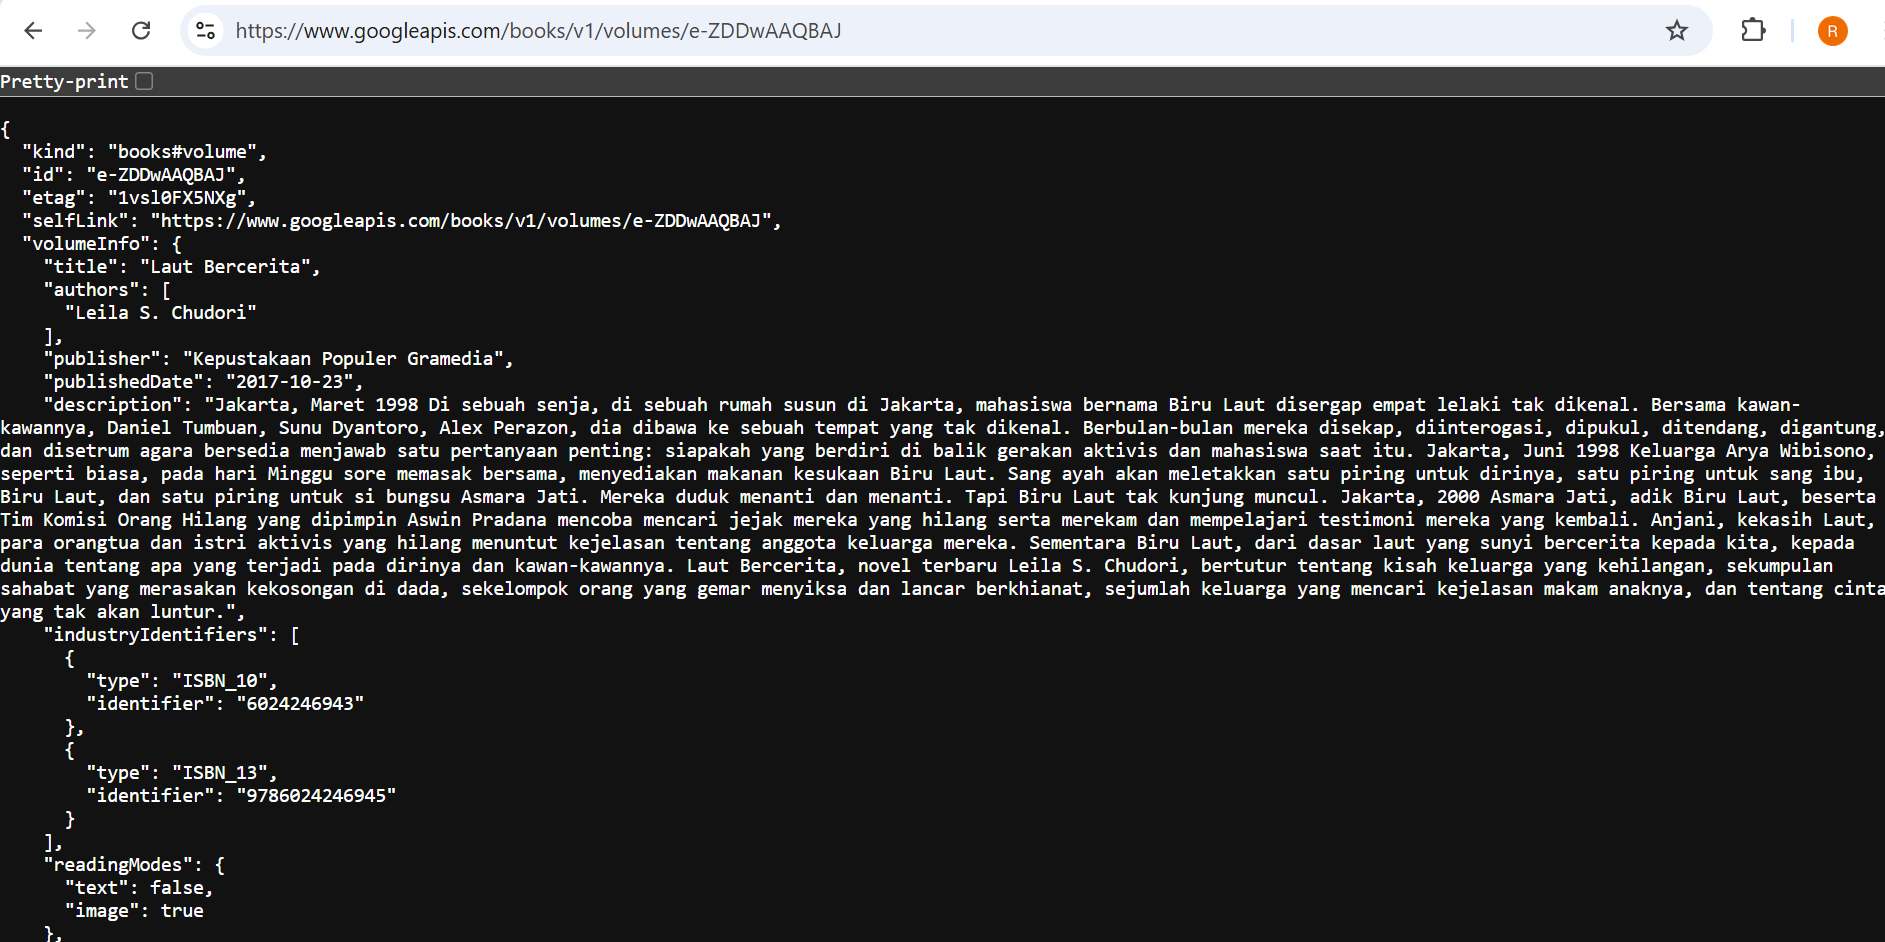 https://www.googleapis.com/books/v1/volumes/e-ZDDwAAQBAJ
R
Pretty-print
{
"kind": "books#volume",
"id": "e-ZDDwAAQBAJ",
"etag": "1vsl0FX5NXg",
"selfLink": "https://www.googleapis.com/books/v1/volumes/e-ZDDwAAQBAJ",
"volumeInfo": {
"title": "Laut Bercerita",
"authors": [
"Leila S. Chudori"
],
"publisher": "Kepustakaan Populer Gramedia",
"publishedDate": "2017-10-23",
"description": "Jakarta, Maret 1998 Di sebuah senja, di sebuah rumah susun di Jakarta, mahasiswa bernama Biru Laut disergap empat lelaki tak dikenal. Bersama kawan-
kawannya, Daniel Tumbuan, Sunu Dyantoro, Alex Perazon, dia dibawa ke sebuah tempat yang tak dikenal. Berbulan-bulan mereka disekap, diinterogasi, dipukul, ditendang, digantung,
dan disetrum agara bersedia menjawab satu pertanyaan penting: siapakah yang berdiri di balik gerakan aktivis dan mahasiswa saat itu. Jakarta, Juni 1998 Keluarga Arya Wibisono,
seperti biasa, pada hari Minggu sore memasak bersama, menyediakan makanan kesukaan Biru Laut. Sang ayah akan meletakkan satu piring untuk dirinya, satu piring untuk sang ibu,
Biru Laut, dan satu piring untuk si bungsu Asmara Jati. Mereka duduk menanti dan menanti. Tapi Biru Laut tak kunjung muncul. Jakarta, 2000 Asmara Jati, adik Biru Laut, beserta
Tim Komisi Orang Hilang yang dipimpin Aswin Pradana mencoba mencari jejak mereka yang hilang serta merekam dan mempelajari testimoni mereka yang kembali. Anjani, kekasih Laut,
para orangtua dan istri aktivis yang hilang menuntut kejelasan tentang anggota keluarga mereka. Sementara Biru Laut, dari dasar laut yang sunyi bercerita kepada kita, kepada
dunia tentang apa yang terjadi pada dirinya dan kawan-kawannya. Laut Bercerita, novel terbaru Leila S. Chudori, bertutur tentang kisah keluarga yang kehilangan, sekumpulan
sahabat yang merasakan kekosongan di dada, sekelompok orang yang gemar menyiksa dan lancar berkhianat, sejumlah keluarga yang mencari kejelasan makam anaknya, dan tentang cinta
yang tak akan luntur.",
"industryIdentifiers": [
{
"type": "ISBN_10",
"identifier": "6024246943"
},
{
"type": "ISBN_13",
"identifier": "9786024246945"
}
],
"readingModes": {
"text": false,
"image": true
},